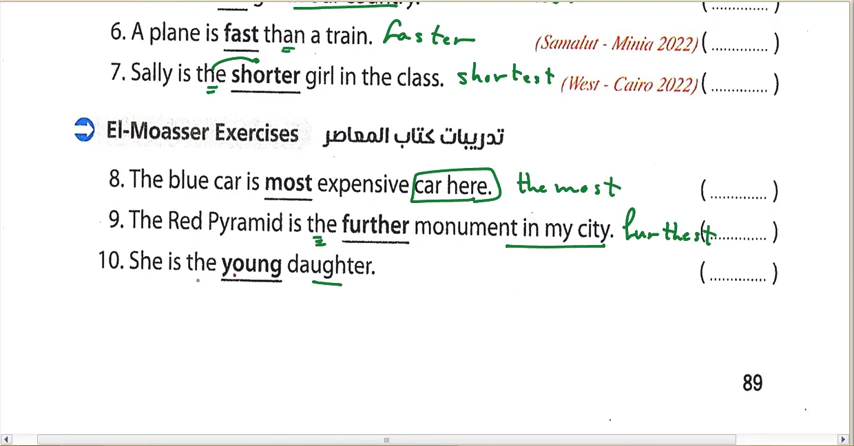 6. A plane is fast than a train. faster (Samalut - Minia 2022) (.............)
7. Sally is the shorter girl in the class. shortest (West - Cairo 2022) (.............)
El-Moasser Exercises تدريبات كتاب المعاصر
8. The blue car is most expensive car here. the most (.............)
9. The Red Pyramid is the further monument in my city. furthest (.............)
10. She is the young daughter. (.............)
89